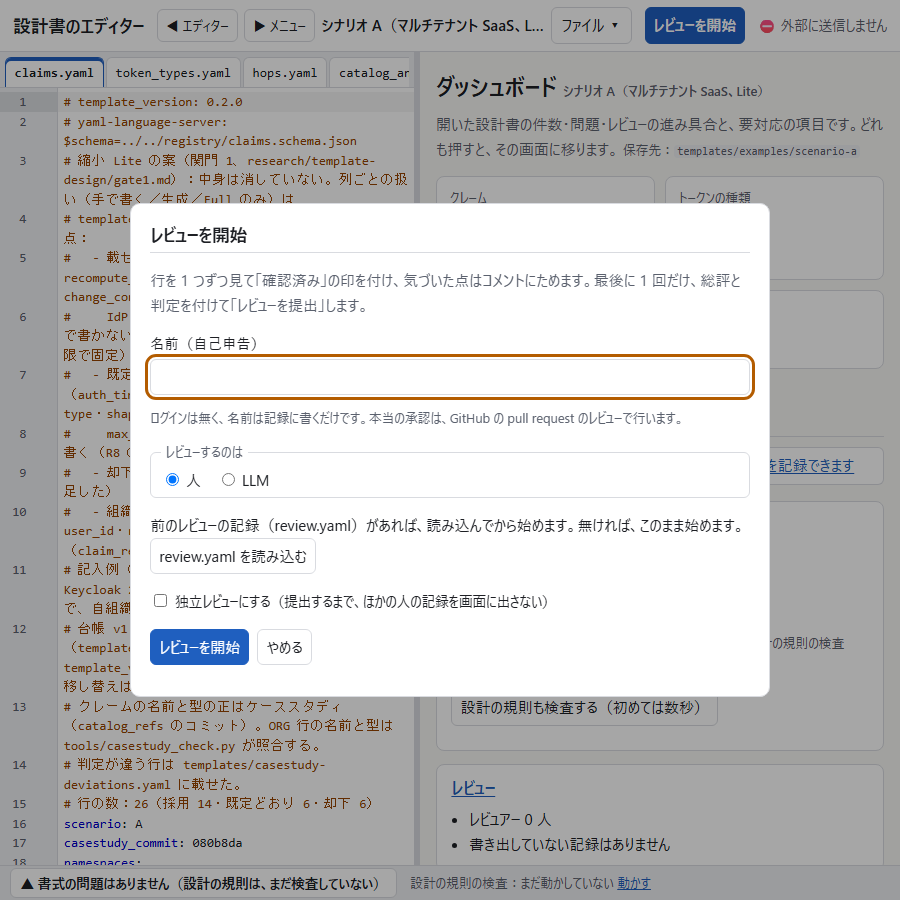 設計書のエディター
◀ エディター
▶ メニュー
シナリオ A（マルチテナント SaaS、L...
ファイル ▼
レビューを開始
外部に送信しません
claims.yaml
token_types.yaml
hops.yaml
catalog_ar
1 # template_version: 0.2.0
2 # yaml-language-server:
$schema=../../registry/claims.schema.json
3 # 縮小 Lite の案（関門 1、research/template-
design/gate1.md）：中身は消していない。列ごとの扱
い（手で書く／生成／Full のみ）は
4 # templat
点：
5 # - 載せ
recompute_
change_cor
6 # IdP
で書かない
限で固定）
7 # - 既定
（auth_tim
type・shap
8 # max_
書く（R8
9 # - 却下
足した）
10 # - 組織
user_id・
（claim_re
11 # 記入例（
Keycloak
で、自組織
12 # 台帳 v1
（template
template_v
移し替えは
13 # クレームの名前と型の正はケーススタディ
（catalog_refs のコミット）。ORG 行の名前と型は
tools/casestudy_check.py が照合する。
14 # 判定が違う行は templates/casestudy-
deviations.yaml に載せた。
15 # 行の数：26（採用 14・既定どおり 6・却下 6）
16 scenario: A
17 casestudy_commit: 080b8da
18 namespaces:
ダッシュボード シナリオ A（マルチテナント SaaS、Lite）
開いた設計書の件数・問題・レビューの進み具合と、要対応の項目です。どれ
も押すと、その画面に移ります。 保存先： templates/examples/scenario-a
クレーム
トークンの種類
レビューを開始
行を 1 つずつ見て「確認済み」の印を付け、気づいた点はコメントにためます。最後に 1 回だけ、総評と
判定を付けて「レビューを提出」します。
名前（自己申告）
ログインは無く、名前は記録に書くだけです。本当の承認は、GitHub の pull request のレビューで行います。
レビューするのは
人
LLM
前のレビューの記録（review.yaml）があれば、読み込んでから始めます。無ければ、このまま始めます。
review.yaml を読み込む
独立レビューにする（提出するまで、ほかの人の記録を画面に出さない）
レビューを開始
やめる
を記録できます
の規則の検査
設計の規則も検査する（初めては数秒）
レビュー
• レビュアー 0 人
• 書き出していない記録はありません
▲ 書式の問題はありません（設計の規則は、まだ検査していない）
設計の規則の検査：まだ動かしていない 動かす